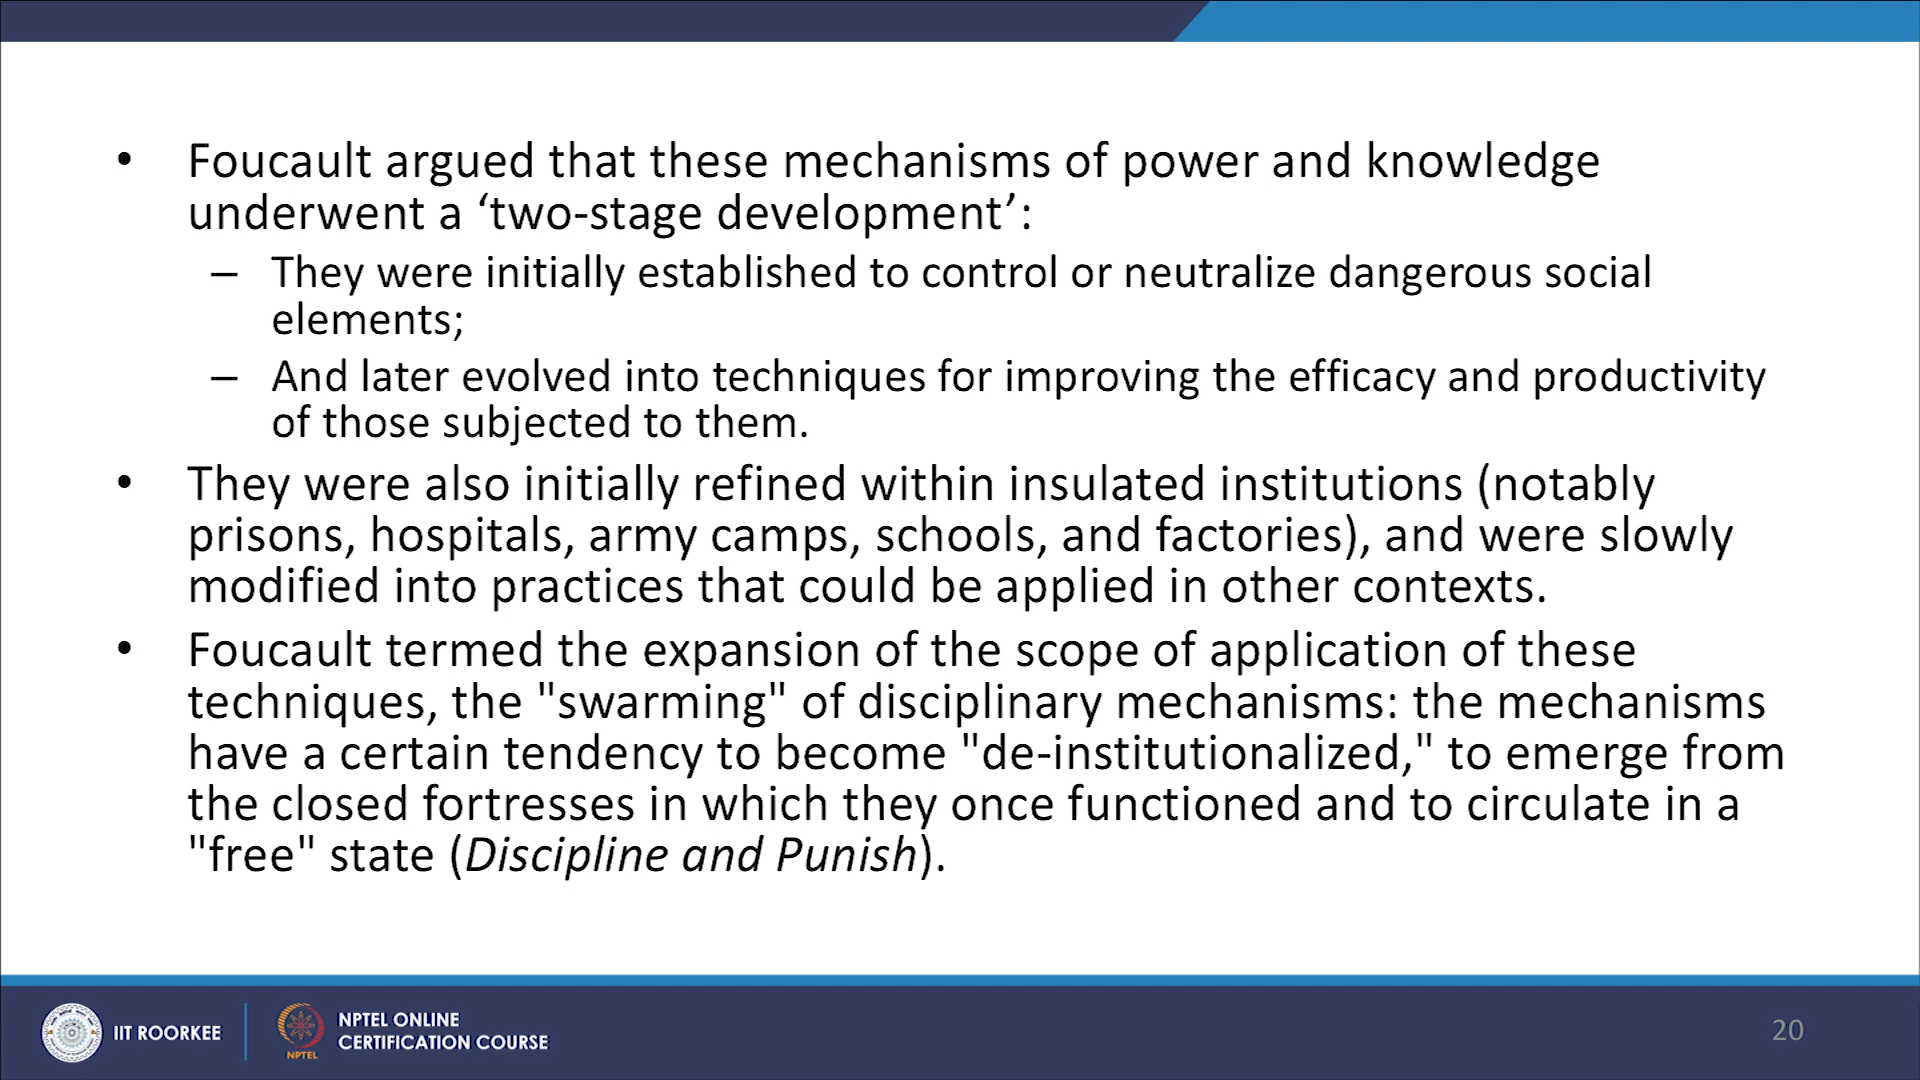 • Foucault argued that these mechanisms of power and knowledge
underwent a ‘two-stage development’:
– They were initially established to control or neutralize dangerous social
elements;
– And later evolved into techniques for improving the efficacy and productivity
of those subjected to them.
• They were also initially refined within insulated institutions (notably
prisons, hospitals, army camps, schools, and factories), and were slowly
modified into practices that could be applied in other contexts.
• Foucault termed the expansion of the scope of application of these
techniques, the "swarming" of disciplinary mechanisms: the mechanisms
have a certain tendency to become "de-institutionalized," to emerge from
the closed fortresses in which they once functioned and to circulate in a
"free" state (Discipline and Punish).
IIT ROORKEE
NPTEL
NPTEL ONLINE
CERTIFICATION COURSE
20